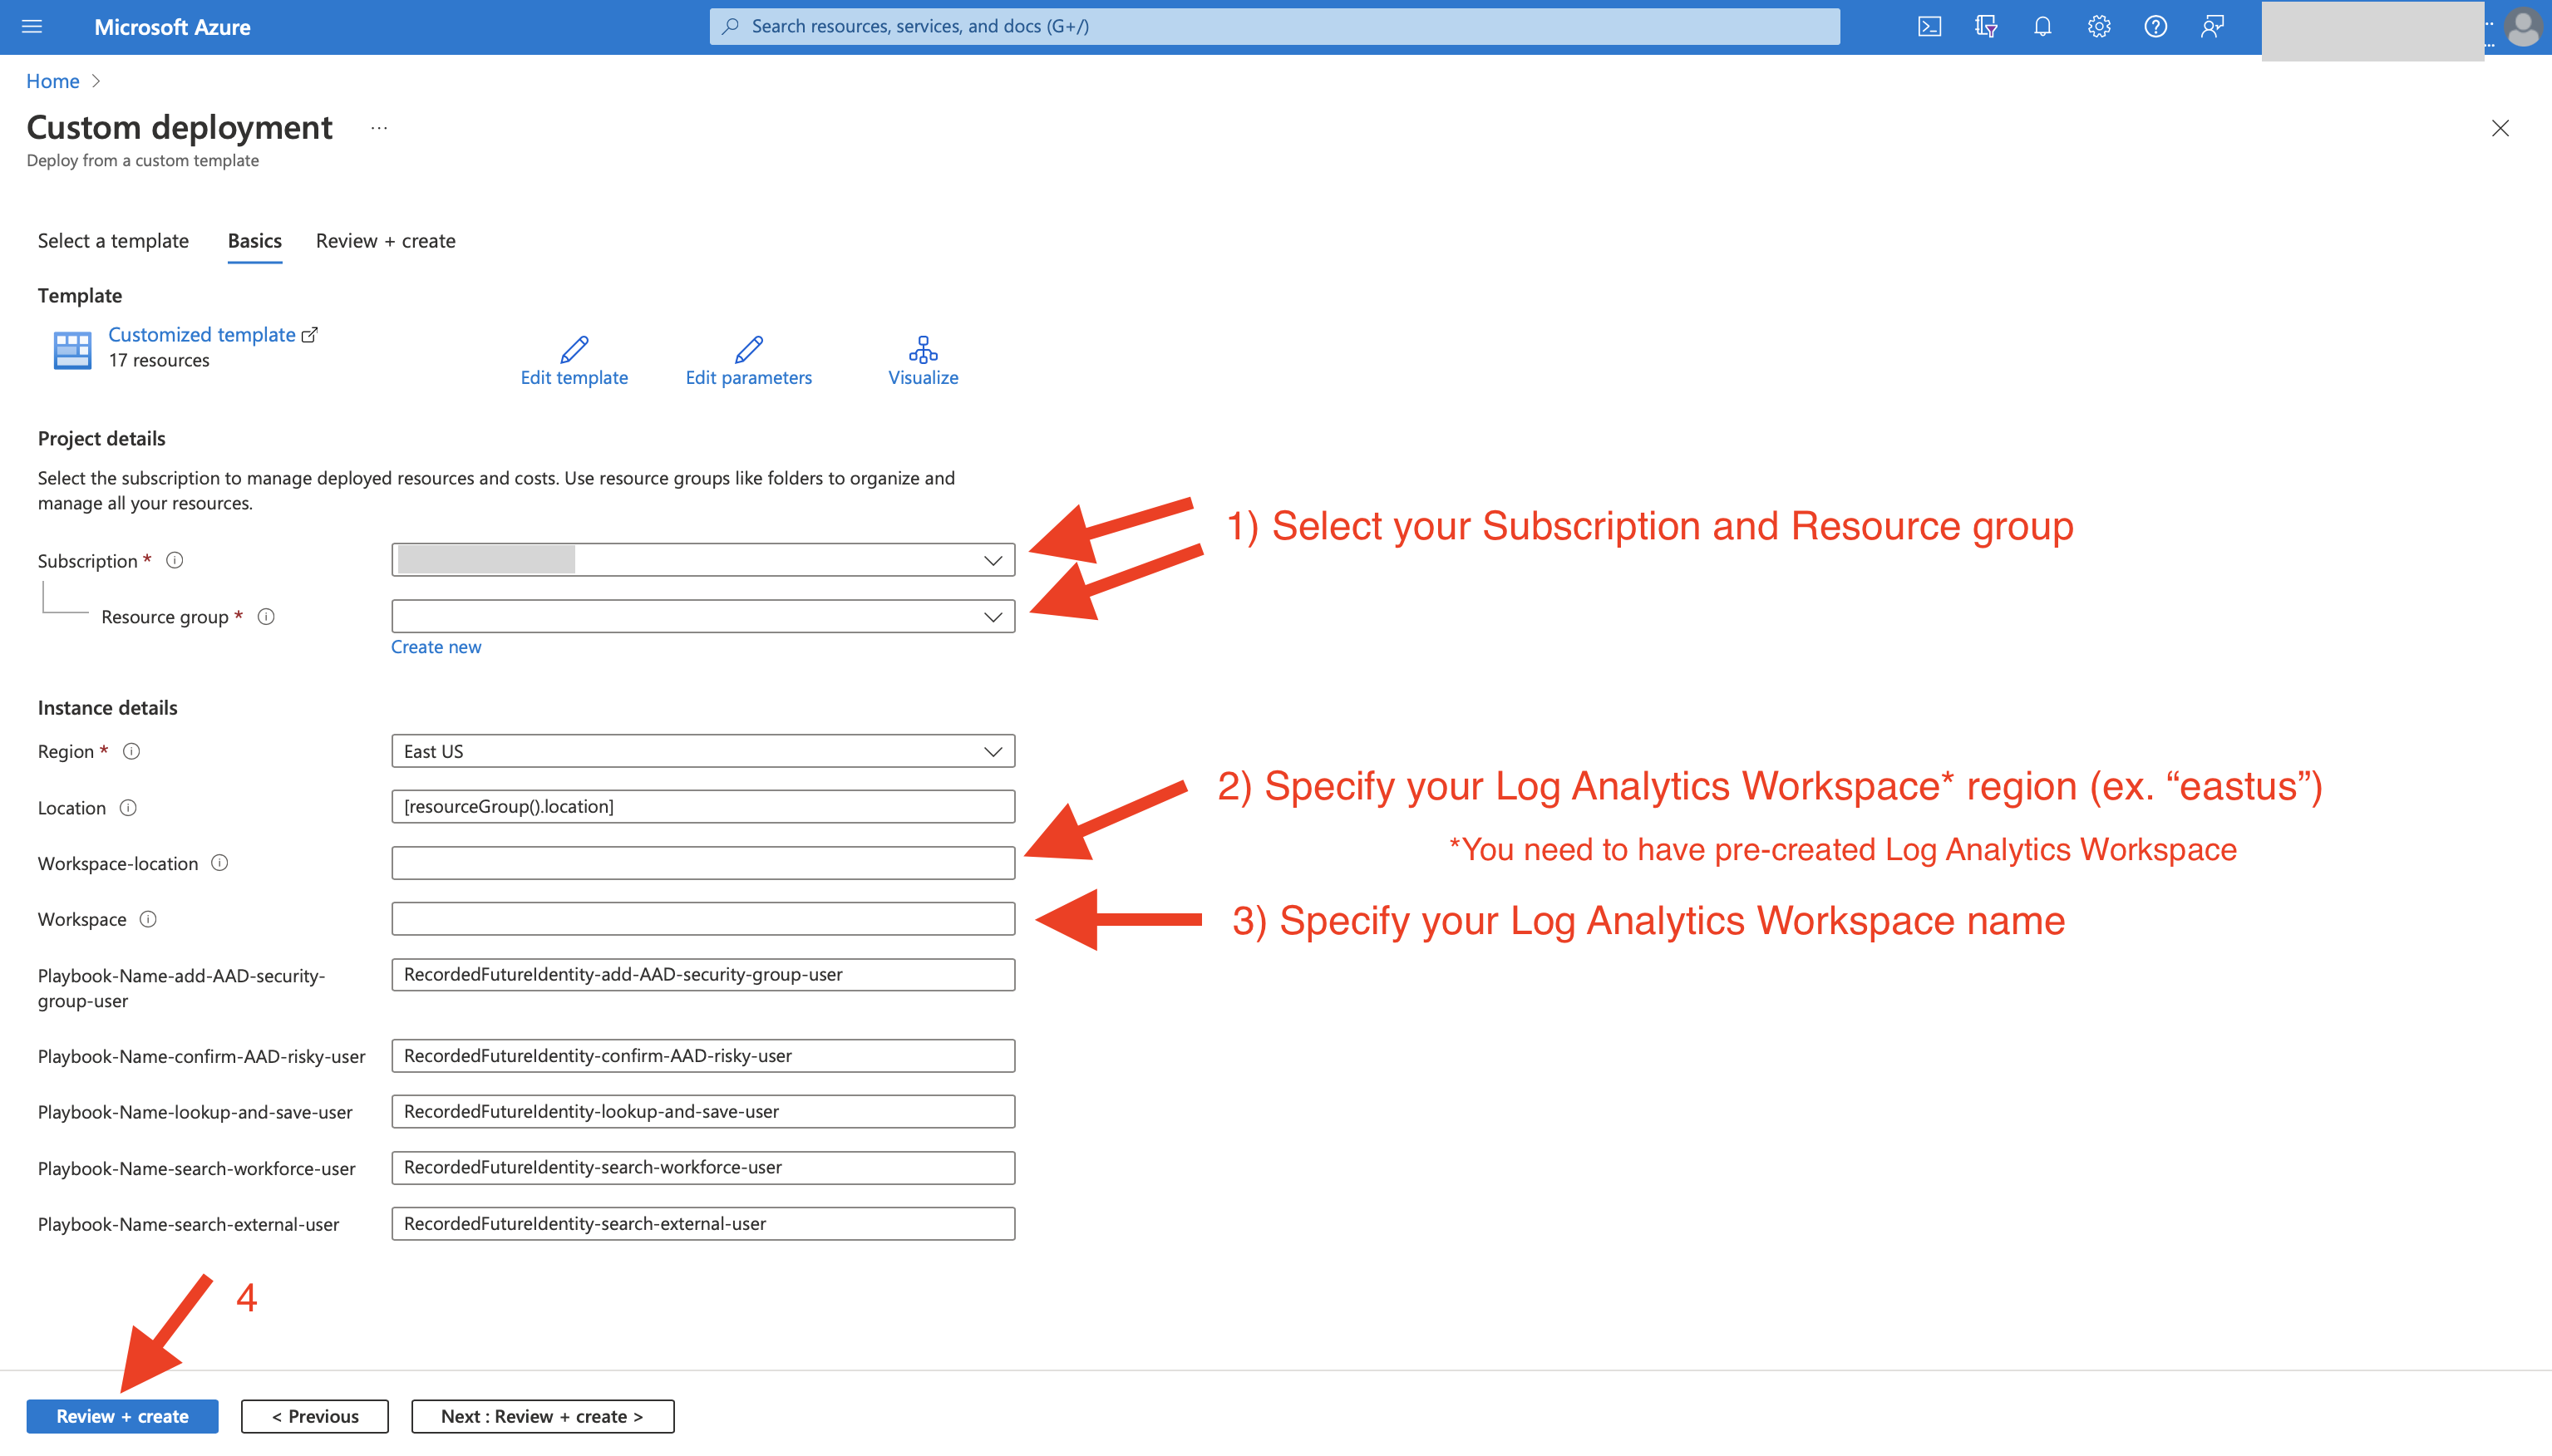 Microsoft Azure
Search resources, services, and docs (G+/)
Home
Custom deployment ...
Deploy from a custom template
Select a template Basics Review + create
Template
Customized template
17 resources
Edit template Edit parameters Visualize
Project details
Select the subscription to manage deployed resources and costs. Use resource groups like folders to organize and
manage all your resources.
1) Select your Subscription and Resource group
Subscription *
Resource group *
Create new
Instance details
Region * East US
2) Specify your Log Analytics Workspace* region (ex. “eastus”)
Location [resourceGroup().location]
*You need to have pre-created Log Analytics Workspace
Workspace-location
Workspace
3) Specify your Log Analytics Workspace name
Playbook-Name-add-AAD-security-
group-user
RecordedFutureIdentity-add-AAD-security-group-user
Playbook-Name-confirm-AAD-risky-user RecordedFutureIdentity-confirm-AAD-risky-user
Playbook-Name-lookup-and-save-user RecordedFutureIdentity-lookup-and-save-user
Playbook-Name-search-workforce-user RecordedFutureIdentity-search-workforce-user
Playbook-Name-search-external-user RecordedFutureIdentity-search-external-user
4
Review + create < Previous Next : Review + create >